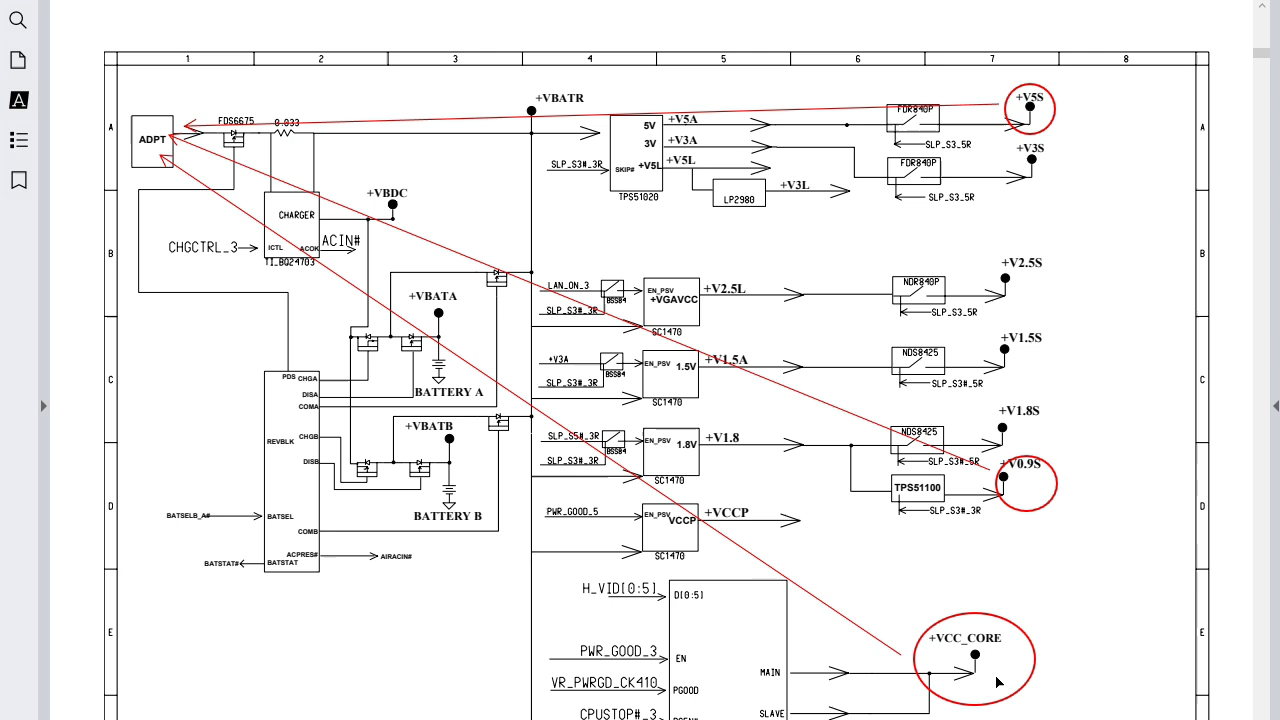 1 2 3 4 5 6 7 8
+VBATR
+V5S
A
ADPT
FDS6675
0.033
5V
+V5A
FDR840P
SLP_S3_5R
A
3V
+V3A
+V3S
SLP_S3#_3R
SKIP#
+V5L
+V5L
FDR840P
SLP_S3_5R
TPS51020
LP2980
+V3L
+VBDC
CHARGER
CHGCTRL_3
ICTL
ACOK
ACIN#
TI_BQ24703
B
B
+V2.5S
LAN_ON_3
BSS84
SLP_S3#_3R
EN_PSV
+VGAVCC
SC1470
+V2.5L
NDR840P
SLP_S3_5R
+VBATA
+V1.5S
+V3A
BSS84
SLP_S3#_3R
EN_PSV
1.5V
SC1470
+V1.5A
NDS8425
SLP_S3#_5R
C
C
BATTERY A
PDS
CHGA
DISA
COMA
REVBLK
CHGB
DISB
BATSEL
COMB
ACPRES#
BATSTAT
BATSELB_A#
BATSTAT#
AIRACIN#
+VBATB
+V1.8S
SLP_S5#_3R
BSS84
SLP_S3#_3R
EN_PSV
1.8V
SC1470
+V1.8
NDS8425
SLP_S3#_5R
+V0.9S
TPS51100
SLP_S3#_3R
D
D
BATTERY B
PWR_GOOD_5
EN_PSV
VCCP
SC1470
+VCCP
H_VID[0:5]
D[0:5]
E
E
+VCC_CORE
PWR_GOOD_3
EN
MAIN
VR_PWRGD_CK410
PGOOD
CPUSTOP#_3
SLAVE